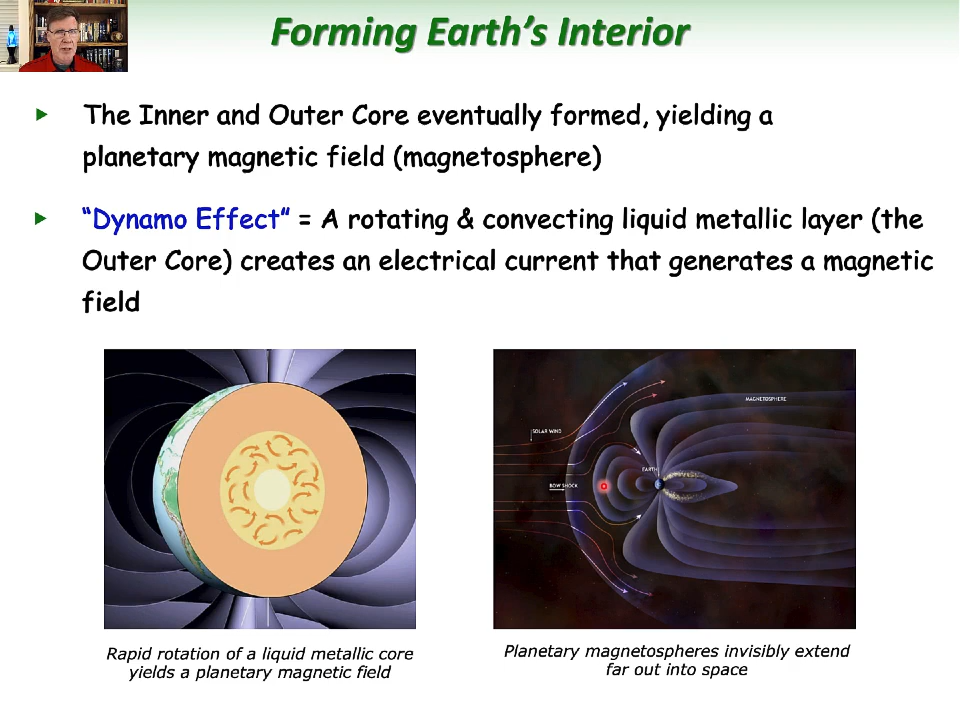 Forming Earth's Interior
The Inner and Outer Core eventually formed, yielding a
planetary magnetic field (magnetosphere)
“Dynamo Effect” = A rotating & convecting liquid metallic layer (the
Outer Core) creates an electrical current that generates a magnetic
field
MAGNETOSPHERE
SOLAR WIND
EARTH
BOW SHOCK
Rapid rotation of a liquid metallic core
yields a planetary magnetic field
Planetary magnetospheres invisibly extend
far out into space